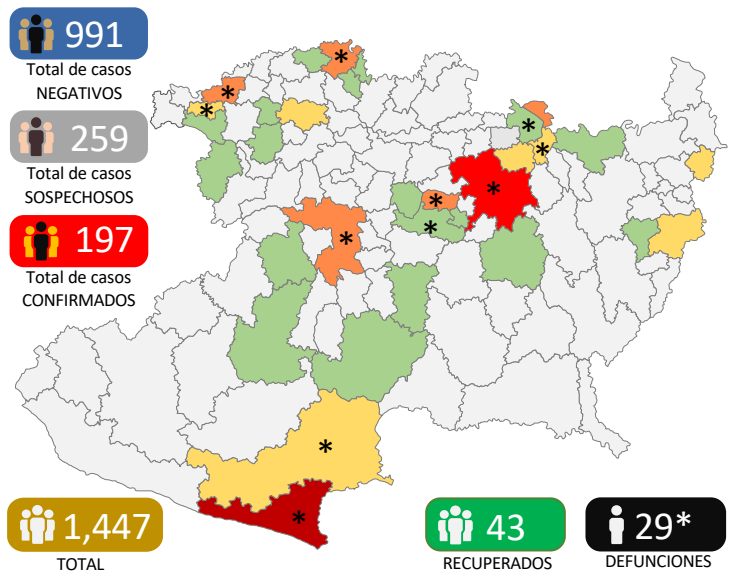 991
Total de casos
NEGATIVOS
259
Total de casos
SOSPECHOSOS
197
Total de casos
CONFIRMADOS
*
*
*
*
*
*
*
*
*
*
*
1,447
TOTAL
43
RECUPERADOS
29*
DEFUNCIONES